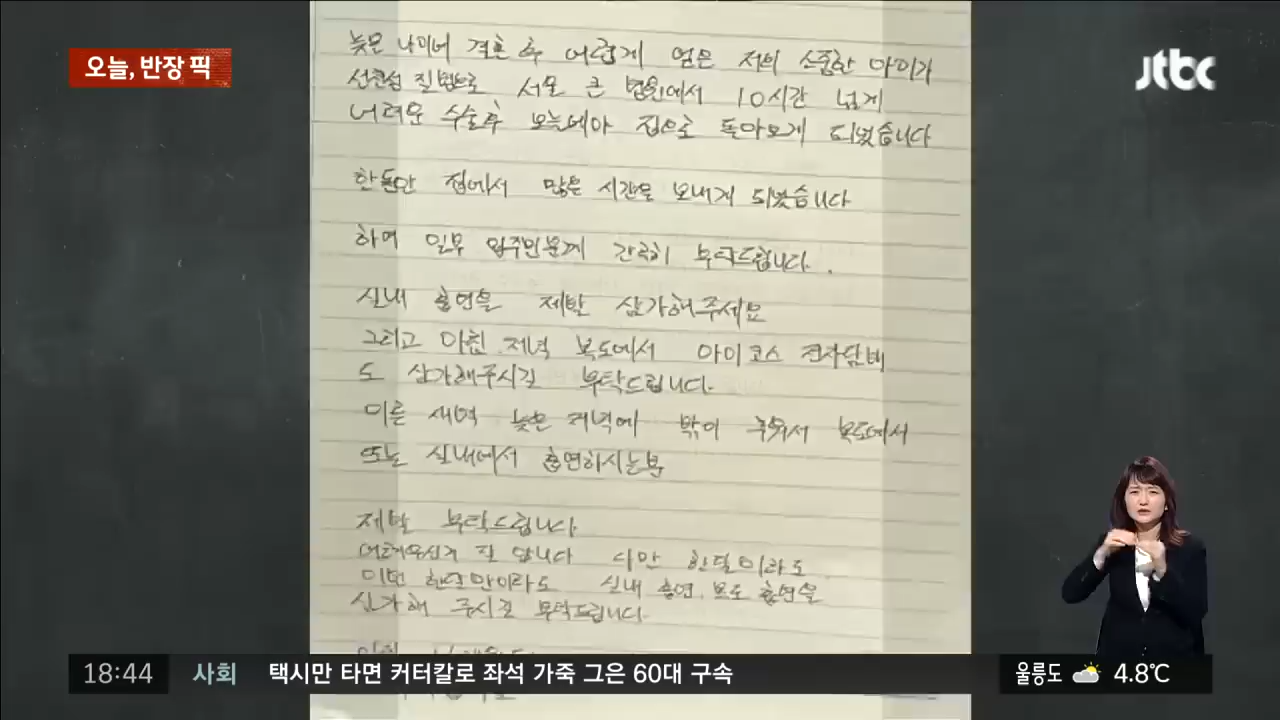 오늘, 반장 픽
jtbc
늦은 나이에 결혼 후 어렵게 얻은 저희 소중한 아이가
선천성 질병으로 서울 큰 병원에서 10시간 넘게
어려운 수술후 오늘에야 집으로 돌아오게 되었습니다
한동안 집에서 많은 시간을 보내게 되었습니다
하여 일부 입주민분께 간곡히 부탁드립니다.
실내 흡연을 제발 삼가해주세요
그리고 아침.저녁 복도에서 아이코스 전자담배
도 삼가해주시길 부탁드립니다.
이른 새벽 늦은 저녁에 밖이 추워서 복도에서
또는 실내에서 흡연하시는분
제발 부탁드립니다
어려우신거 잘 압니다 다만 한달이라도
이번 한달만이라도 실내 흡연.복도 흡연을
삼가해 주시길 부탁드립니다.
18:44 사회 택시만 타면 커터칼로 좌석 가죽 그은 60대 구속
울릉도 4.8℃